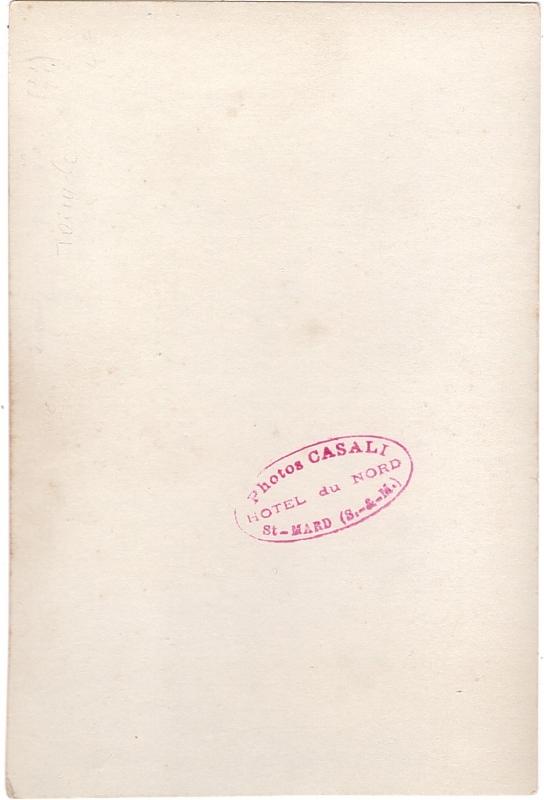 Photos CASALI
HOTEL du NORD
St-MARD (S.-&-M.)